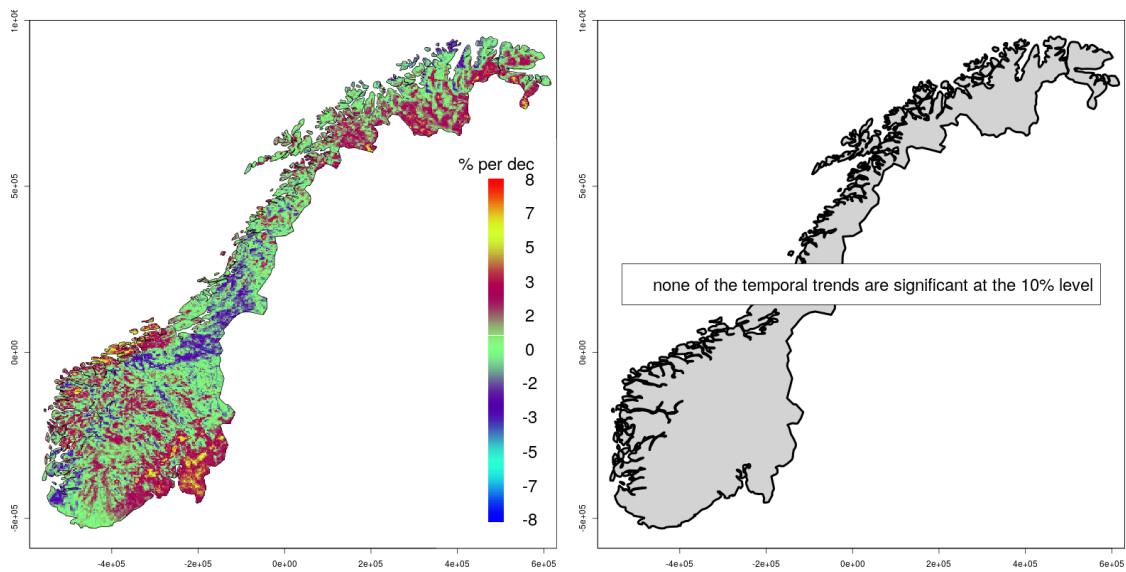 1e+06
5e+05
0e+00
-5e+05
-4e+05 -2e+05 0e+00 2e+05 4e+05 6e+05
% per dec
8
7
5
3
2
0
-2
-3
-5
-7
-8
1e+06
5e+05
0e+00
-5e+05
-4e+05 -2e+05 0e+00 2e+05 4e+05 6e+05
none of the temporal trends are significant at the 10% level